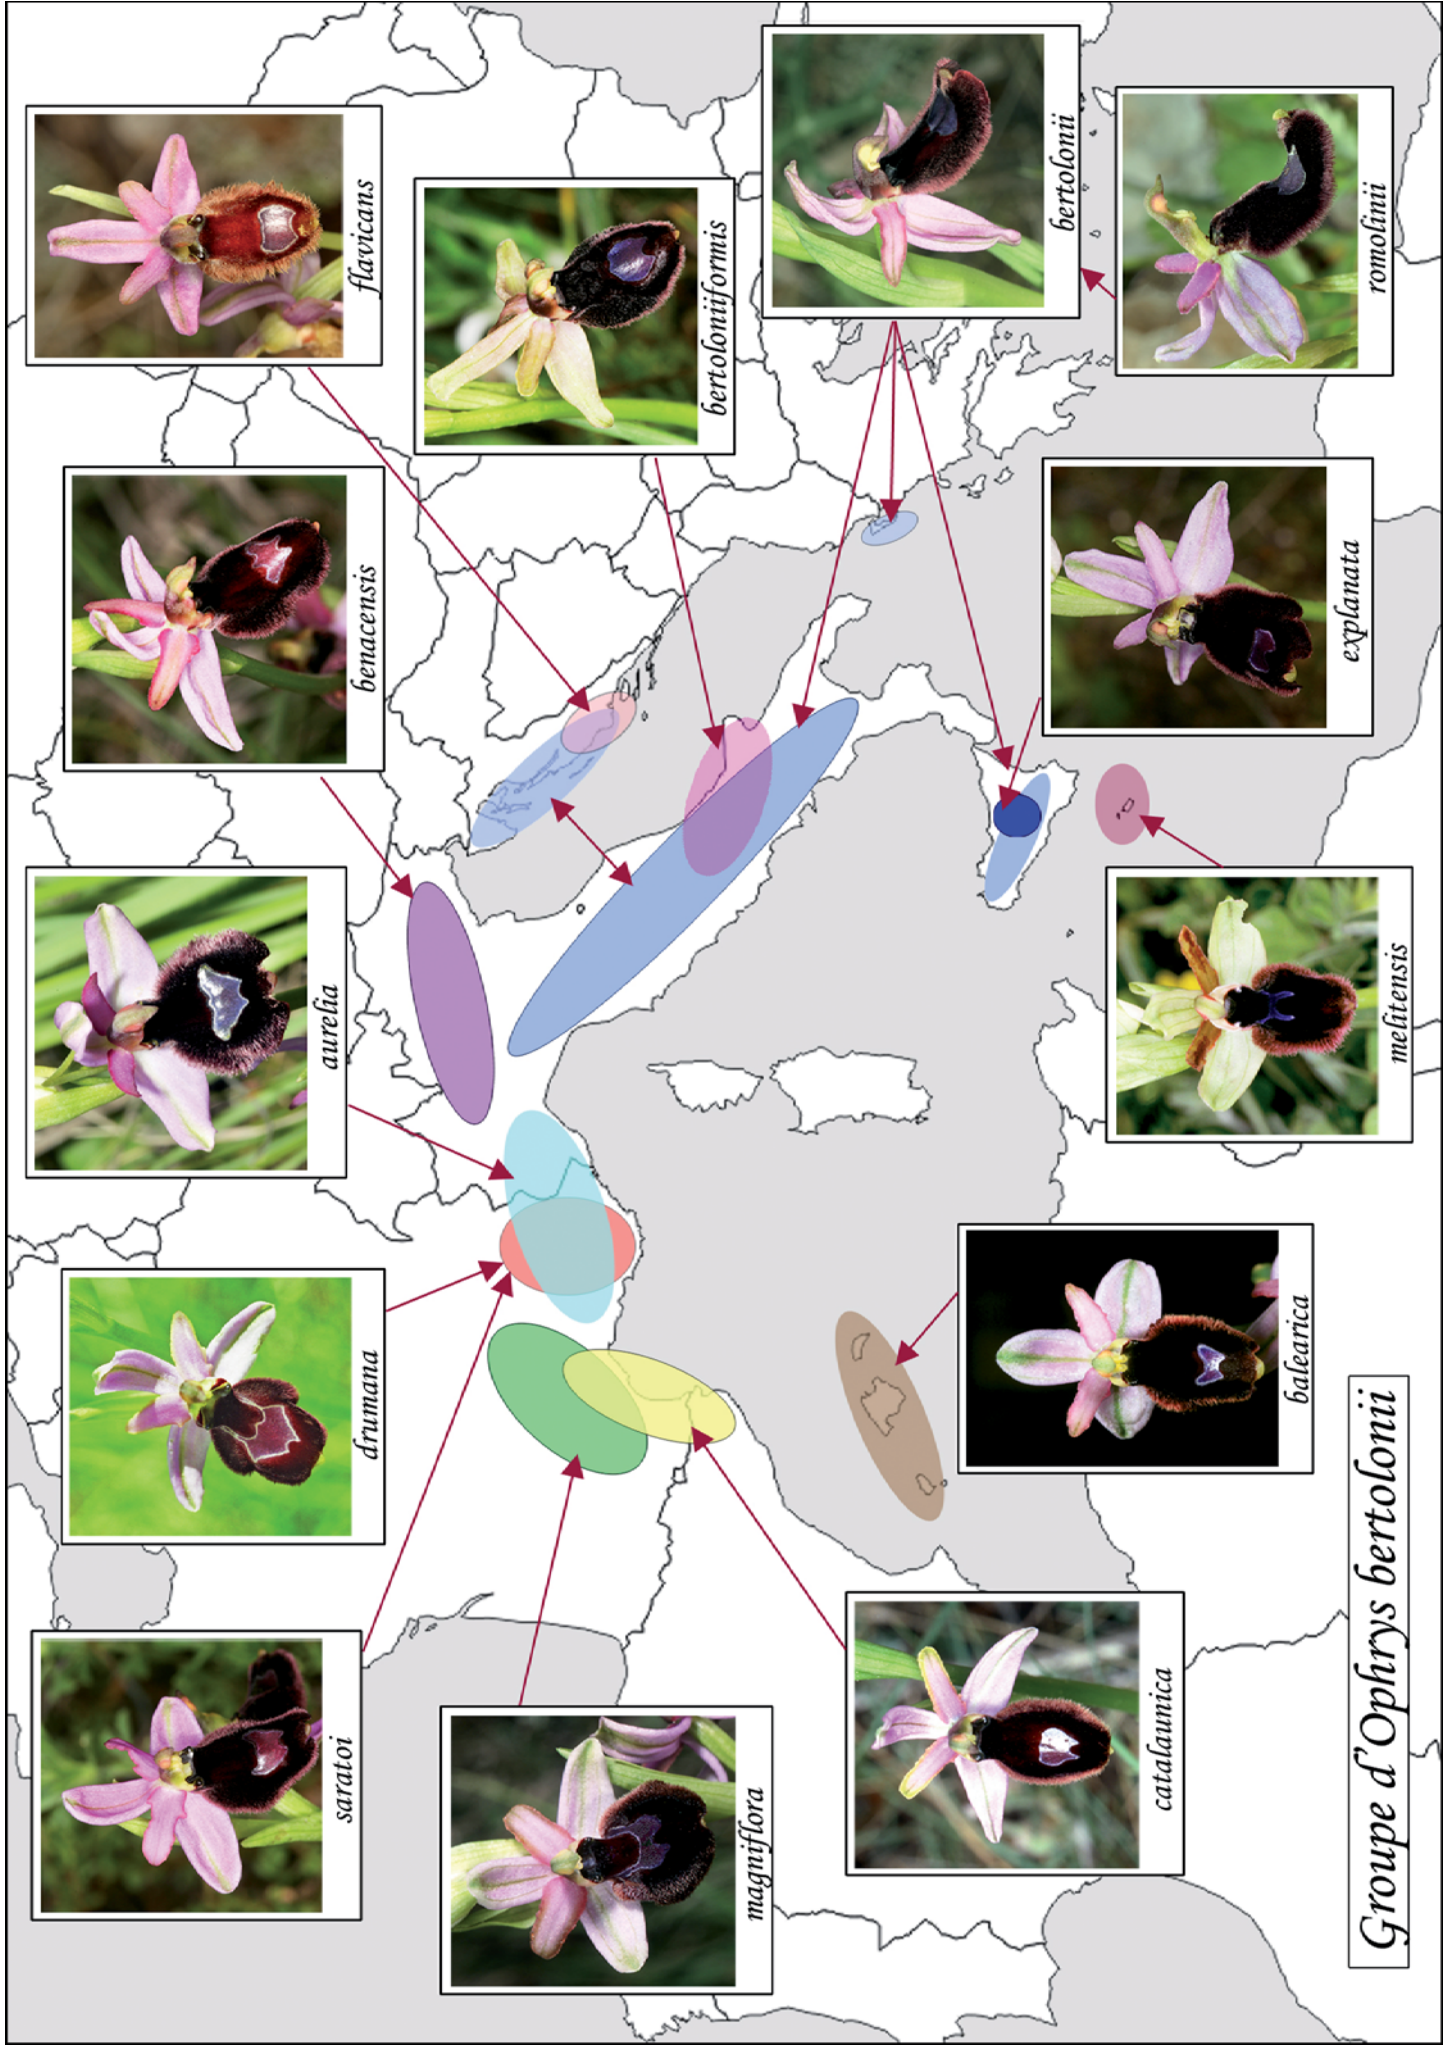 saratoi
drumana
aurelia
benacensis
flavicans
magniflora
bertoloniiformis
bertolonii
catalaunica
balearica
melitensis
explanata
romolinii
Groupe d'Ophrys bertolonii